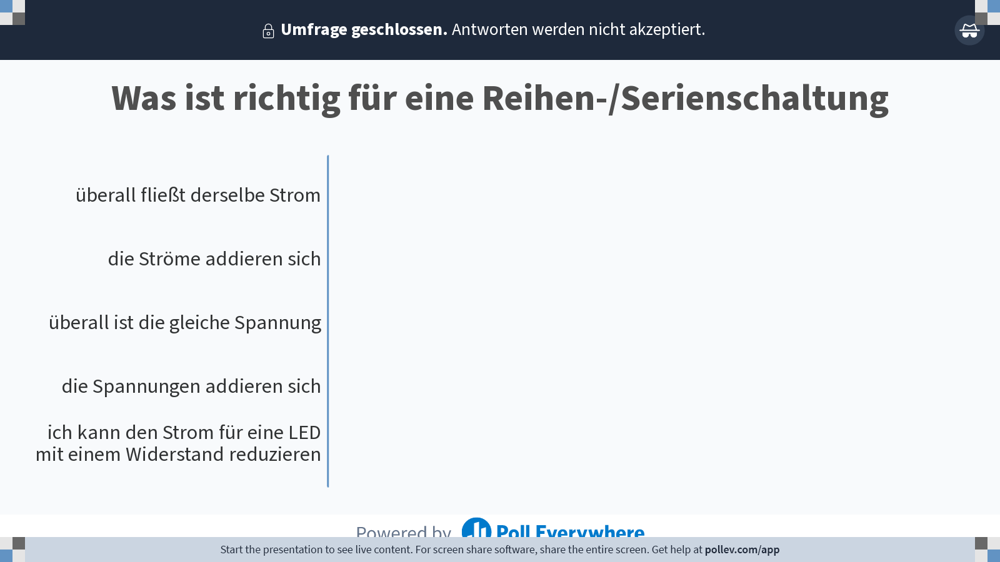 Umfrage geschlossen. Antworten werden nicht akzeptiert.
Was ist richtig für eine Reihen-/Serienschaltung
überall fließt derselbe Strom
die Ströme addieren sich
überall ist die gleiche Spannung
die Spannungen addieren sich
ich kann den Strom für eine LED
mit einem Widerstand reduzieren
Powered by Poll Everywhere
Start the presentation to see live content. For screen share software, share the entire screen. Get help at pollev.com/app